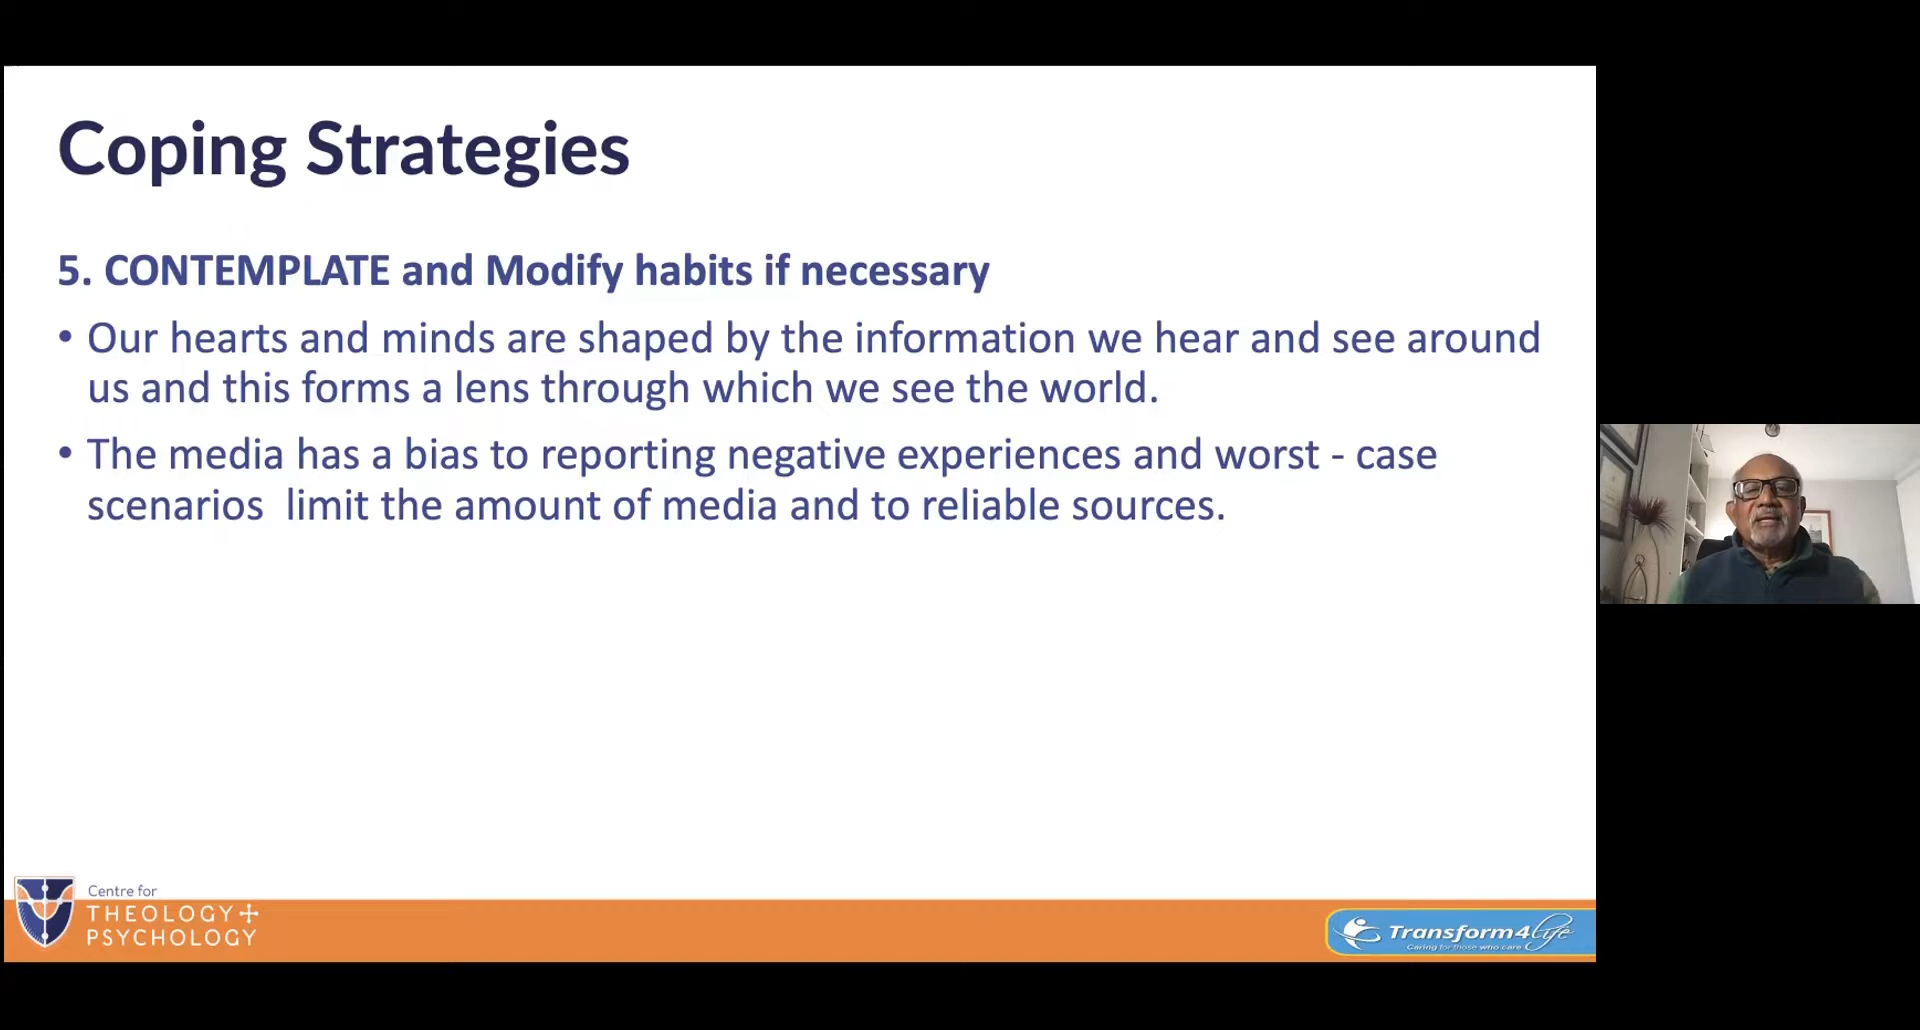 Coping Strategies
5. CONTEMPLATE and Modify habits if necessary
• Our hearts and minds are shaped by the information we hear and see around
us and this forms a lens through which we see the world.
• The media has a bias to reporting negative experiences and worst - case
scenarios  limit the amount of media and to reliable sources.
Centre for
THEOLOGY+
PSYCHOLOGY
Transform4life
Caring for those who care